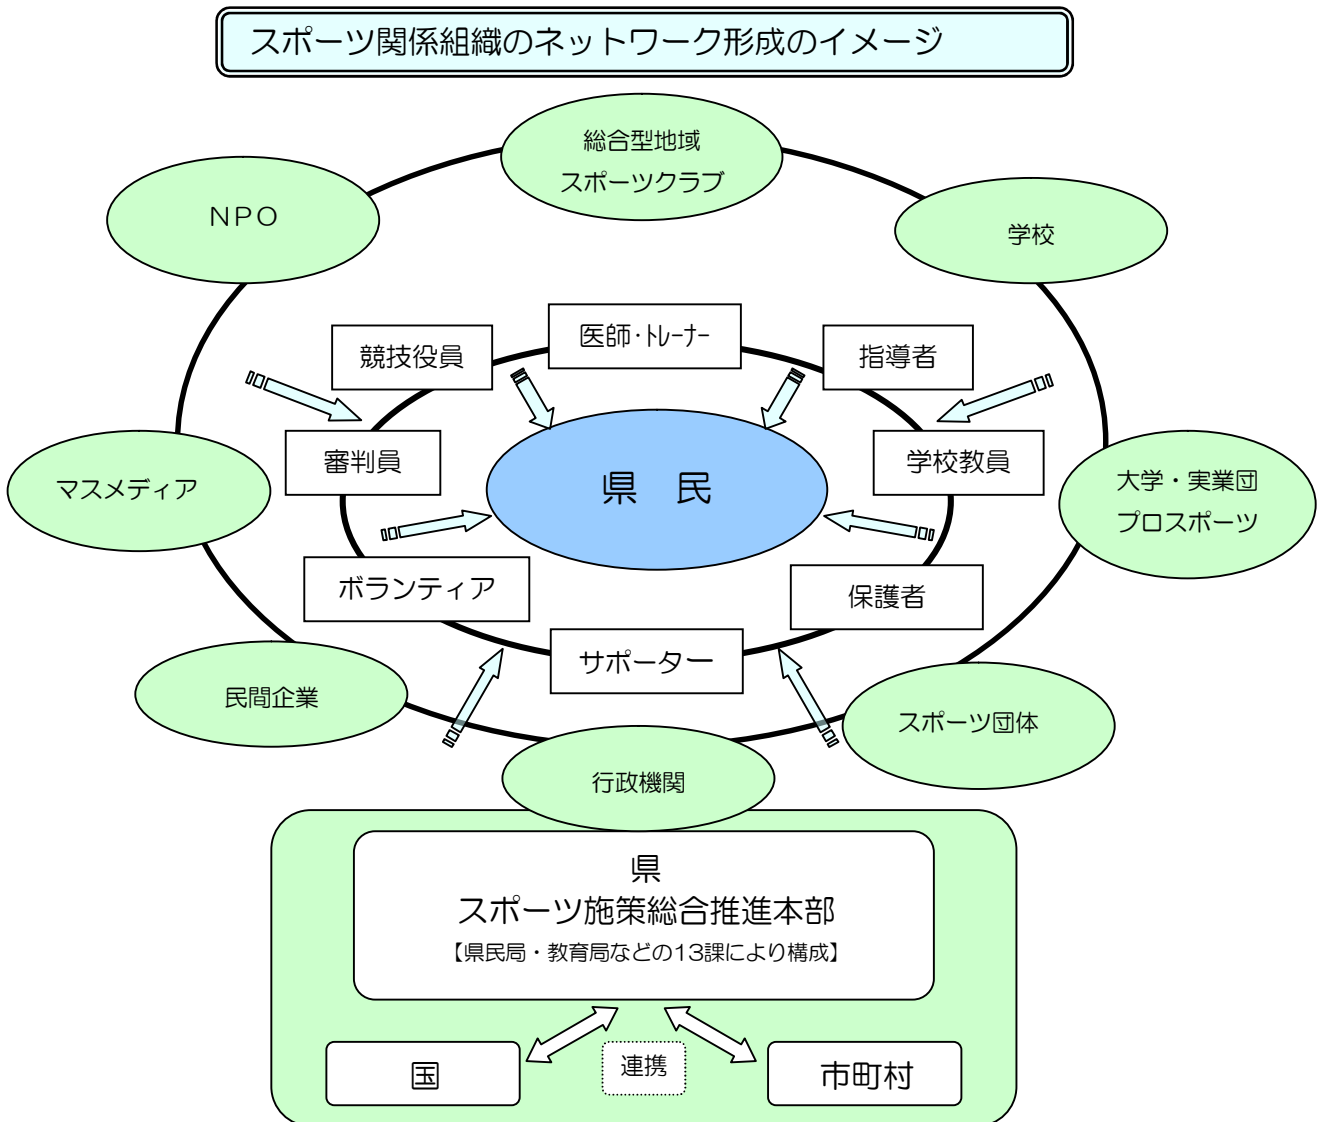 スポーツ関係組織のネットワーク形成のイメージ
総合型地域
スポーツクラブ
NPO
学校
医師・ﾄﾚｰﾅｰ
競技役員
指導者
審判員
県 民
学校教員
マスメディア
大学・実業団
プロスポーツ
ボランティア
保護者
サポーター
民間企業
スポーツ団体
行政機関
県
スポーツ施策総合推進本部
【県民局・教育局などの13課により構成】
連携
国
市町村